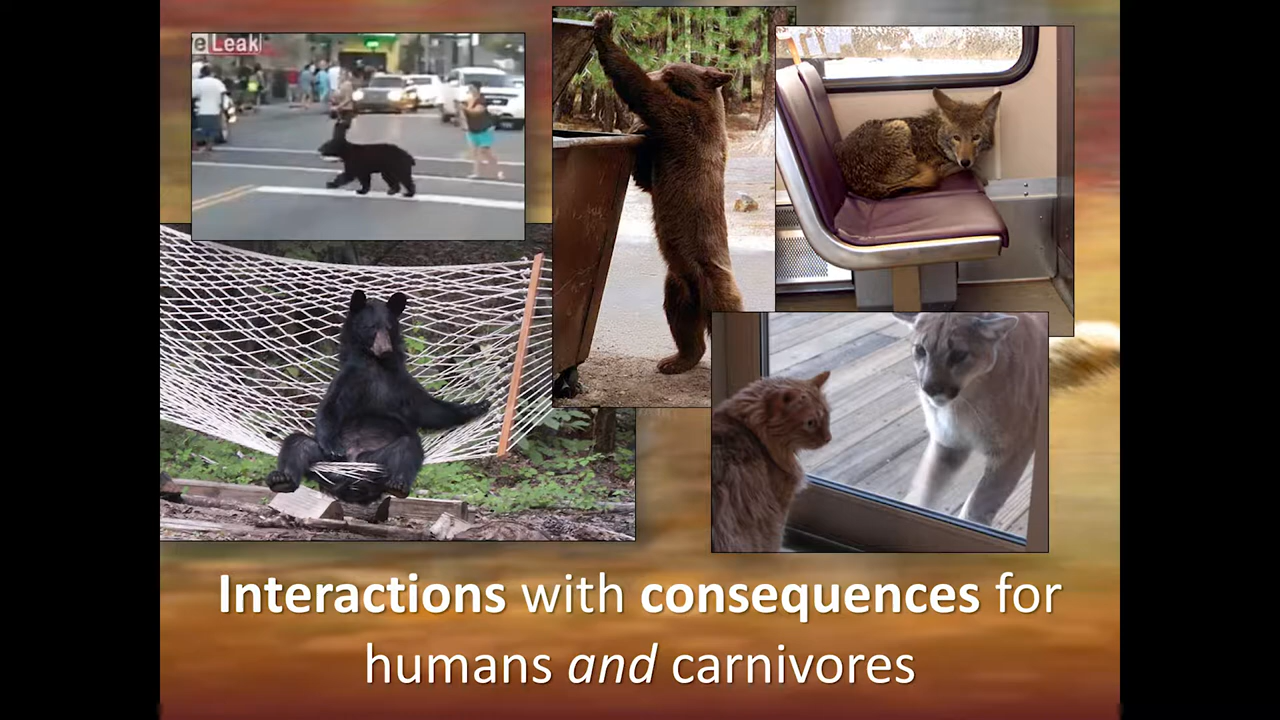 eLeak
Interactions with consequences for
humans and carnivores